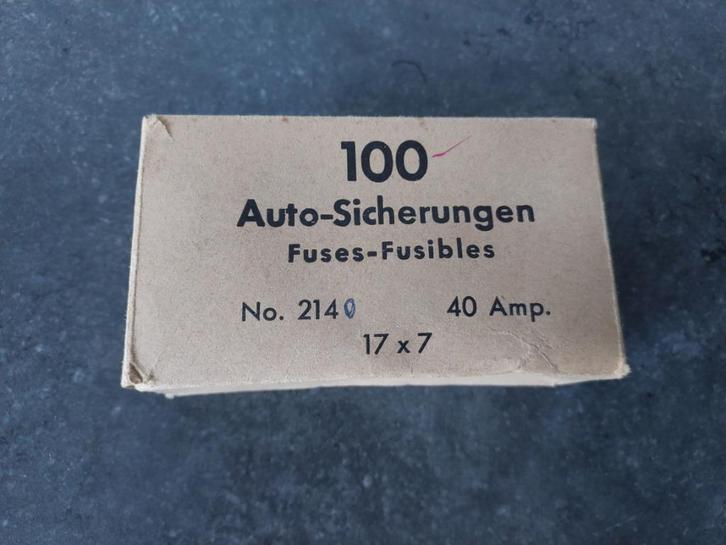 100
Auto-Sicherungen
Fuses-Fusibles
No. 2140 40 Amp.
17 x 7